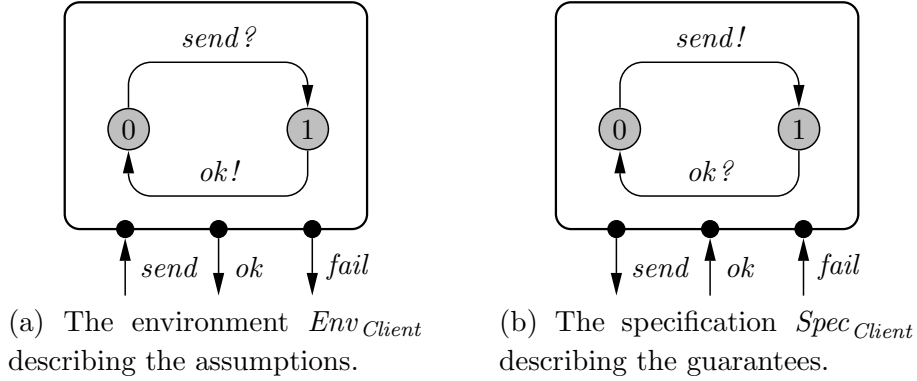 send?
0
1
ok!
send
ok
fail
(a) The environment Env Client
describing the assumptions.
send!
0
1
ok?
send
ok
fail
(b) The specification Spec Client
describing the guarantees.